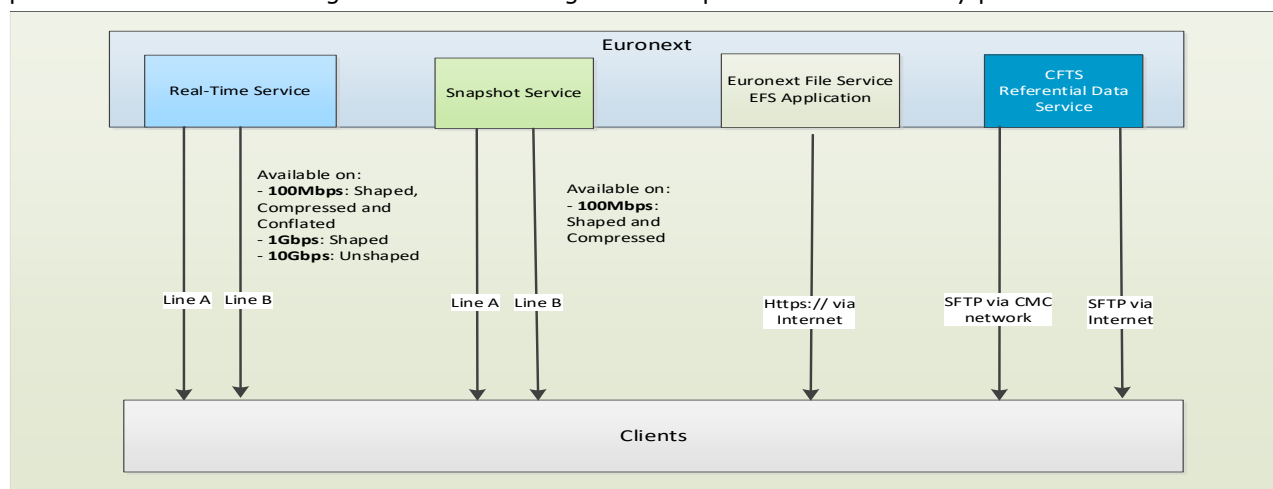 Euronext
Real-Time Service
Snapshot Service
Euronext File Service
EFS Application
CFTS
Referential Data
Service
Available on:
- 100Mbps: Shaped,
Compressed and
Conflated
- 1Gbps: Shaped
- 10Gbps: Unshaped
Available on:
- 100Mbps:
Shaped and
Compressed
Line A
Line B
Line A
Line B
Https:// via
Internet
SFTP via CMC
network
SFTP via
Internet
Clients